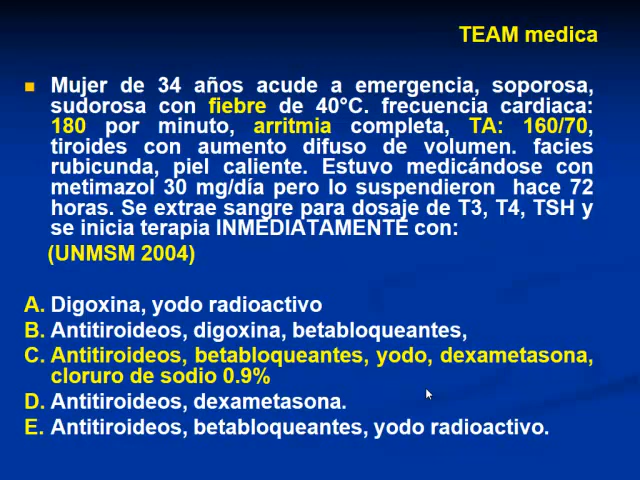 TEAM medica
Mujer de 34 años acude a emergencia, soporosa,
sudorosa con fiebre de 40°C. frecuencia cardiaca:
180 por minuto, arritmia completa, TA: 160/70,
tiroides con aumento difuso de volumen. facies
rubicunda, piel caliente. Estuvo medicándose con
metimazol 30 mg/día pero lo suspendieron hace 72
horas. Se extrae sangre para dosaje de T3, T4, TSH y
se inicia terapia INMEDIATAMENTE con:
(UNMSM 2004)
A. Digoxina, yodo radioactivo
B. Antitiroideos, digoxina, betabloqueantes,
C. Antitiroideos, betabloqueantes, yodo, dexametasona,
cloruro de sodio 0.9%
D. Antitiroideos, dexametasona.
E. Antitiroideos, betabloqueantes, yodo radioactivo.